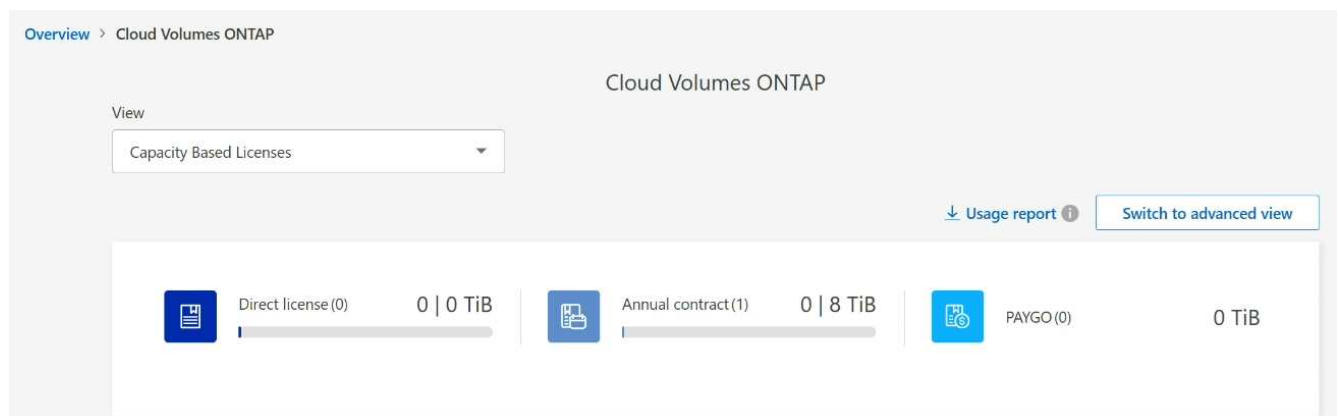 Overview > Cloud Volumes ONTAP
Cloud Volumes ONTAP
View
Capacity Based Licenses
Usage report
Switch to advanced view
Direct license (0) 0 | 0 TiB
Annual contract (1) 0 | 8 TiB
PAYGO (0) 0 TiB